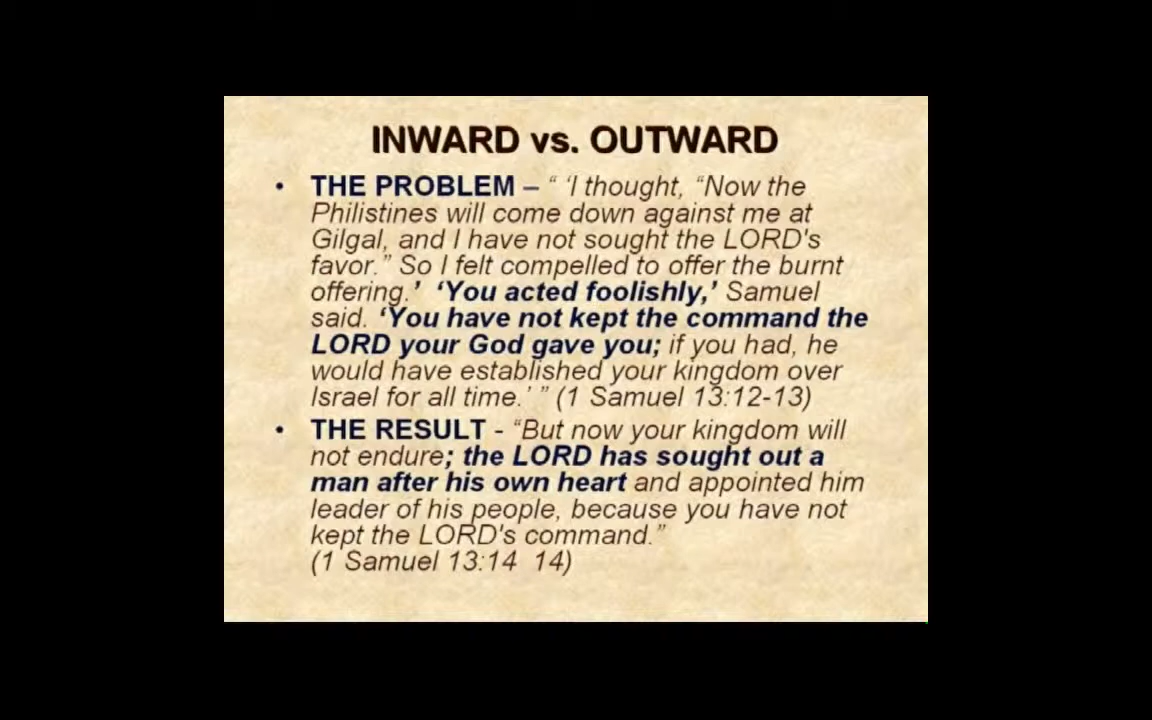 INWARD vs. OUTWARD
• THE PROBLEM – “ ‘I thought, “Now the
Philistines will come down against me at
Gilgal, and I have not sought the LORD's
favor.” So I felt compelled to offer the burnt
offering.’ ‘You acted foolishly,’ Samuel
said. ‘You have not kept the command the
LORD your God gave you; if you had, he
would have established your kingdom over
Israel for all time.’ ” (1 Samuel 13:12-13)
• THE RESULT - “But now your kingdom will
not endure; the LORD has sought out a
man after his own heart and appointed him
leader of his people, because you have not
kept the LORD's command.”
(1 Samuel 13:14 14)